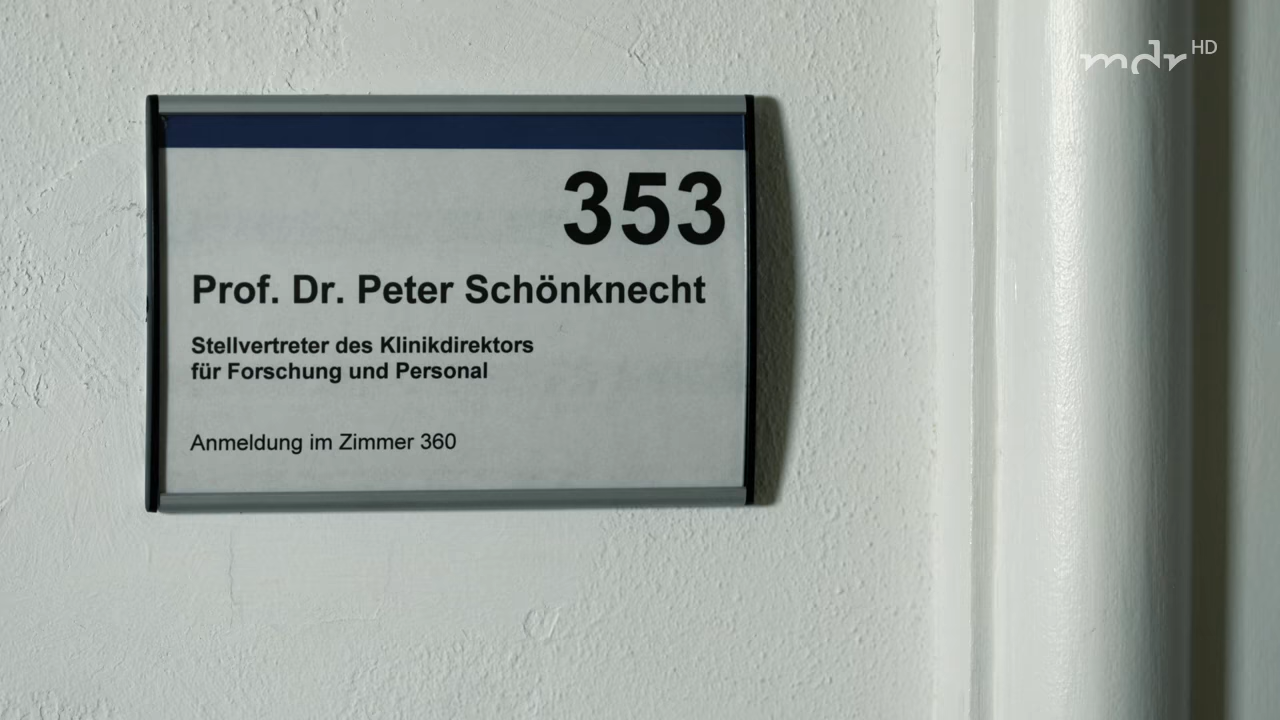 mdr HD
353
Prof. Dr. Peter Schönknecht
Stellvertreter des Klinikdirektors
für Forschung und Personal
Anmeldung im Zimmer 360